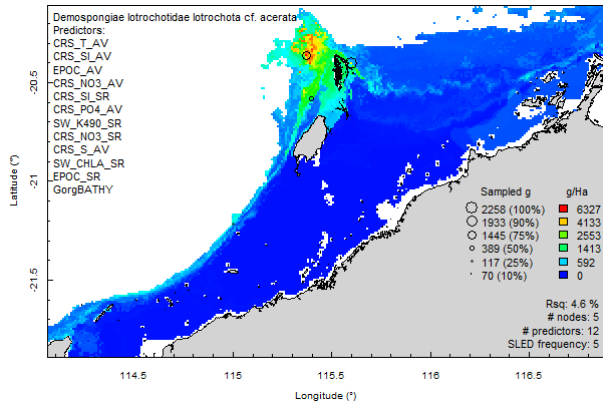 Demospongiae Iotrochotidae Iotrochota cf. acerata
Predictors:
CRS_T_AV
CRS_SI_AV
EPOC_AV
CRS_NO3_AV
CRS_SI_SR
CRS_PO4_AV
SW_K490_SR
CRS_NO3_SR
CRS_S_AV
SW_CHLA_SR
EPOC_SR
GorgBATHY
Latitude (°)
-20.5
-21
-21.5
Sampled g
2258 (100%)
1933 (90%)
1445 (75%)
389 (50%)
117 (25%)
70 (10%)
g/Ha
6327
4133
2553
1413
592
0
Rsq: 4.6 %
# nodes: 5
# predictors: 12
SLED frequency: 5
114.5
115
115.5
116
116.5
Longitude (°)